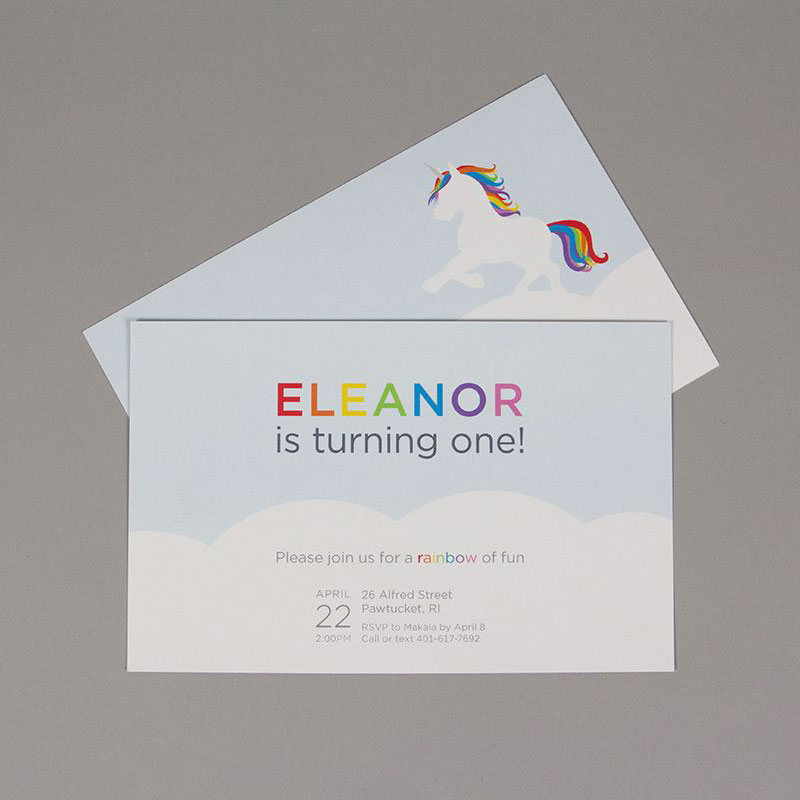 ELEANOR
is turning one!
Please join us for a rainbow of fun
APRIL
22
2:00PM
26 Alfred Street
Pawtucket, RI
RSVP to Makala by April 8
Call or text 401-617-7692